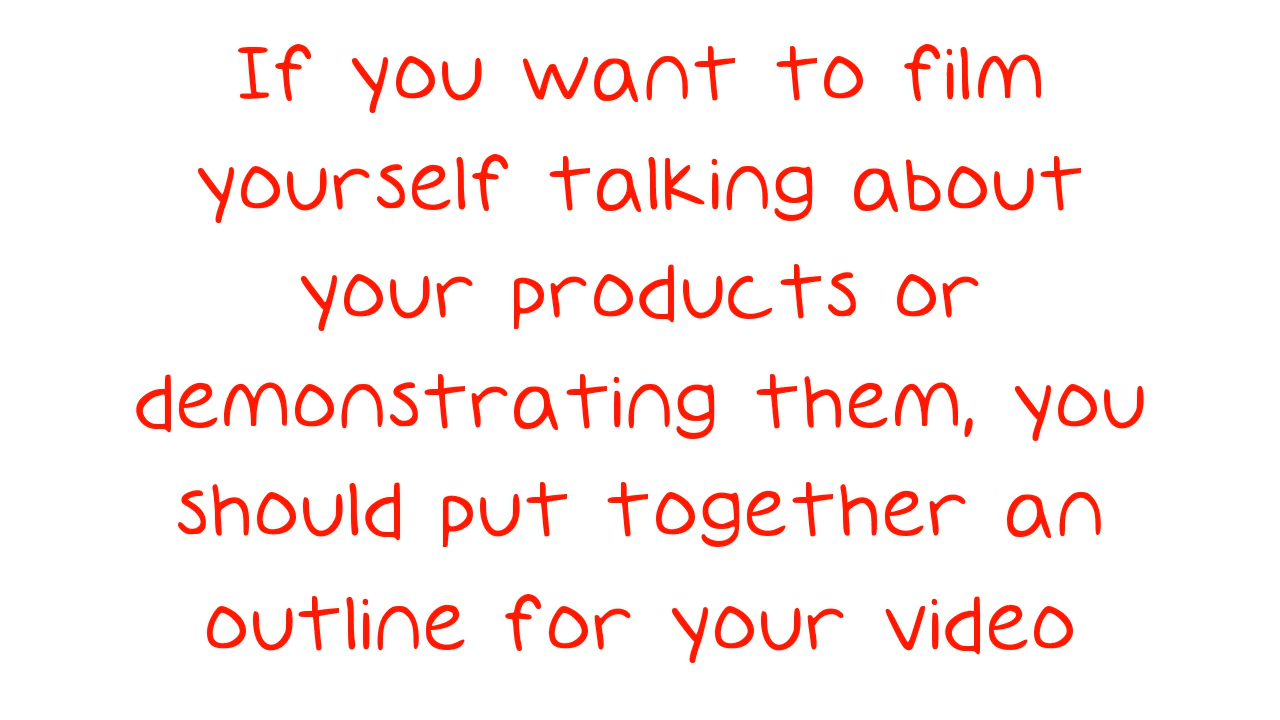 If you want to film
yourself talking about
your products or
demonstrating them, you
should put together an
outline for your video